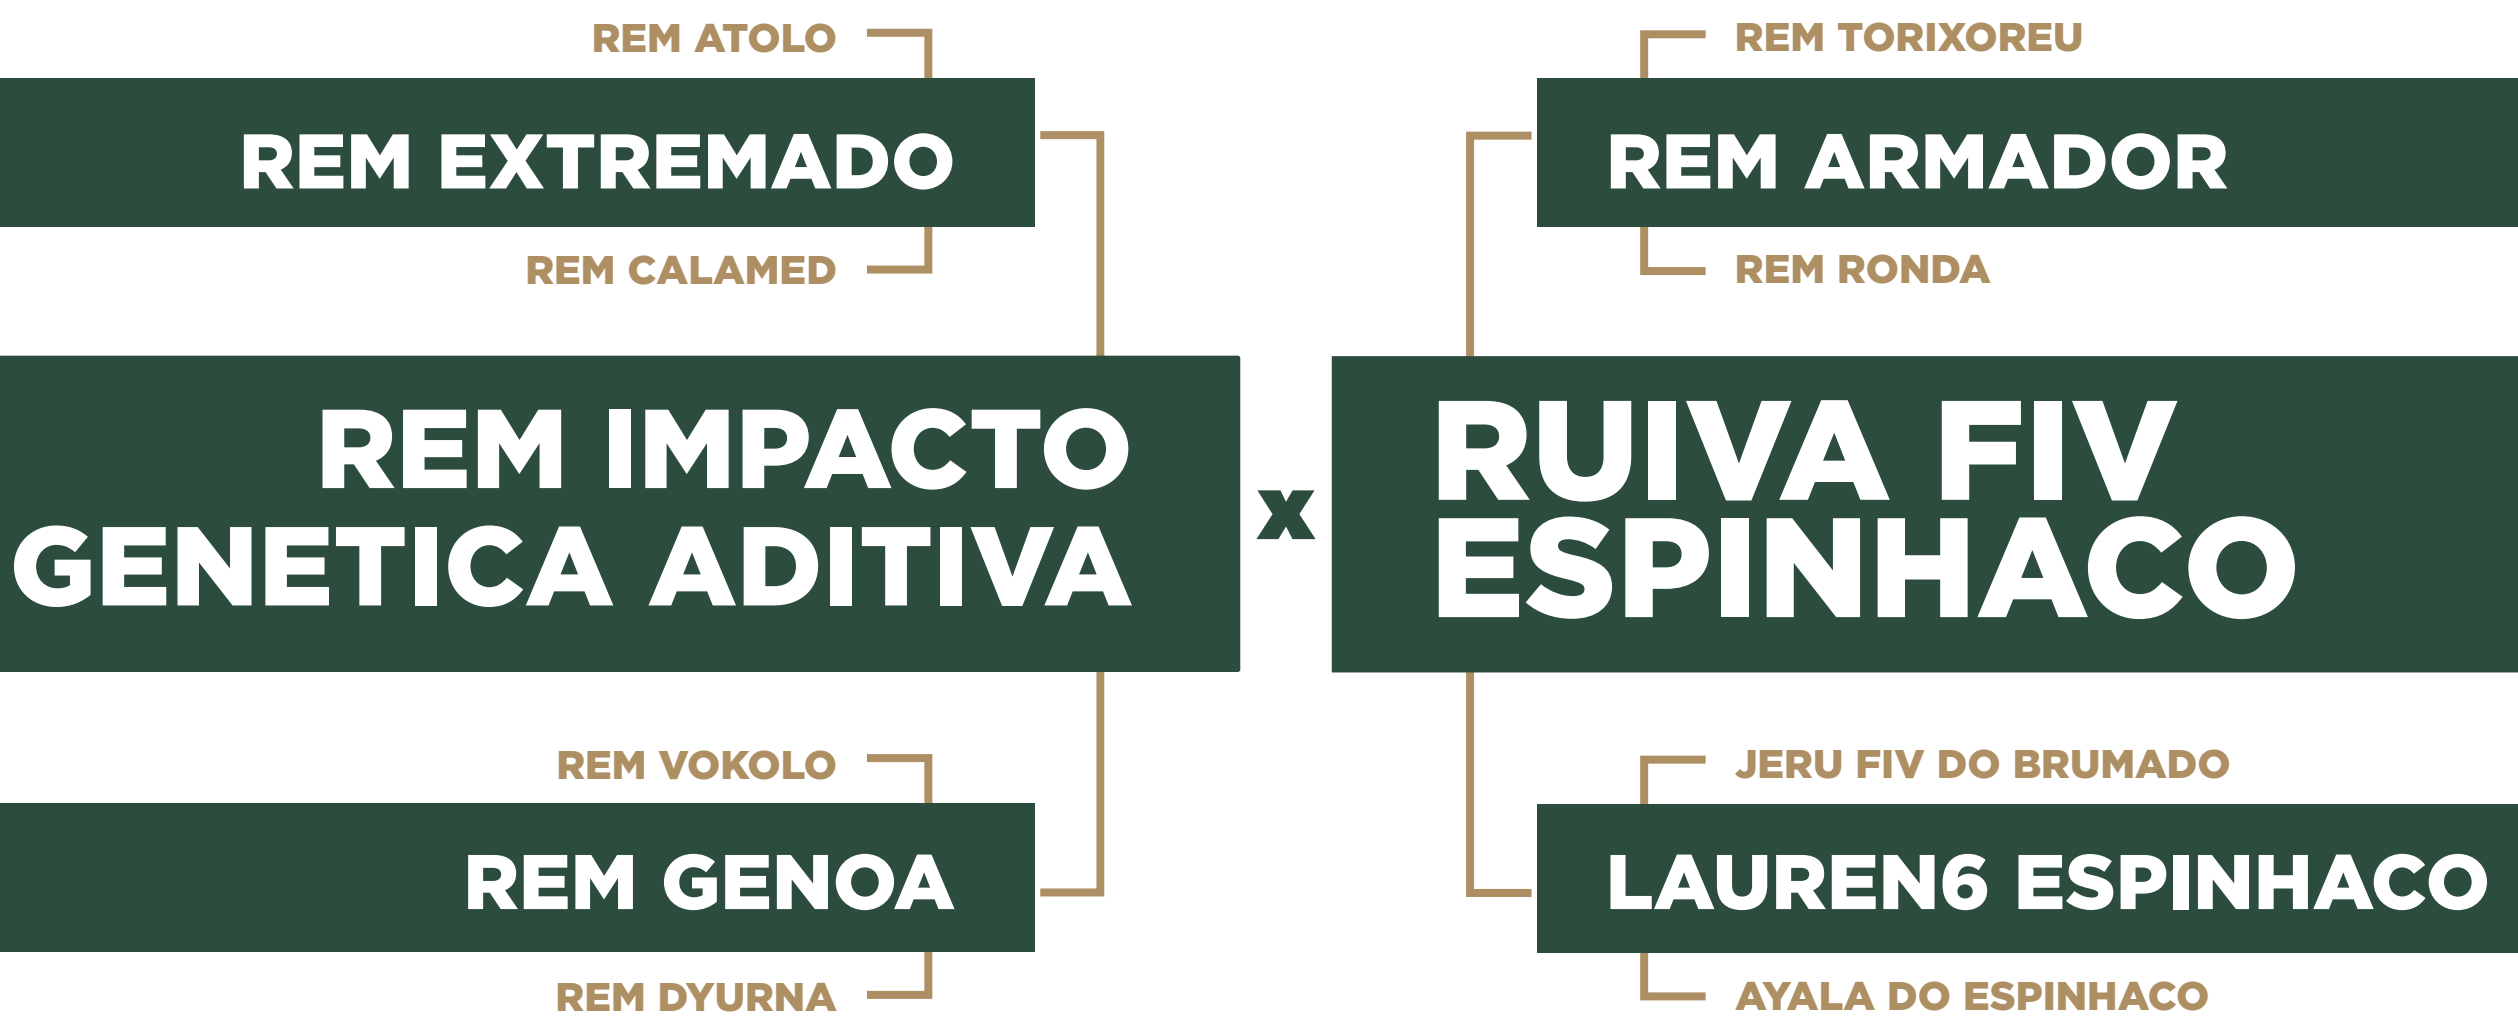 REM ATOLO
REM EXTREMADO
REM CALAMED
REM IMPACTO
GENETICA ADITIVA
REM VOKOLO
REM GENOA
REM DYURNA
x
REM TORIXOREU
REM ARMADOR
REM RONDA
RUIVA FIV
ESPINHACO
JERU FIV DO BRUMADO
LAUREN6 ESPINHACO
AYALA DO ESPINHACO